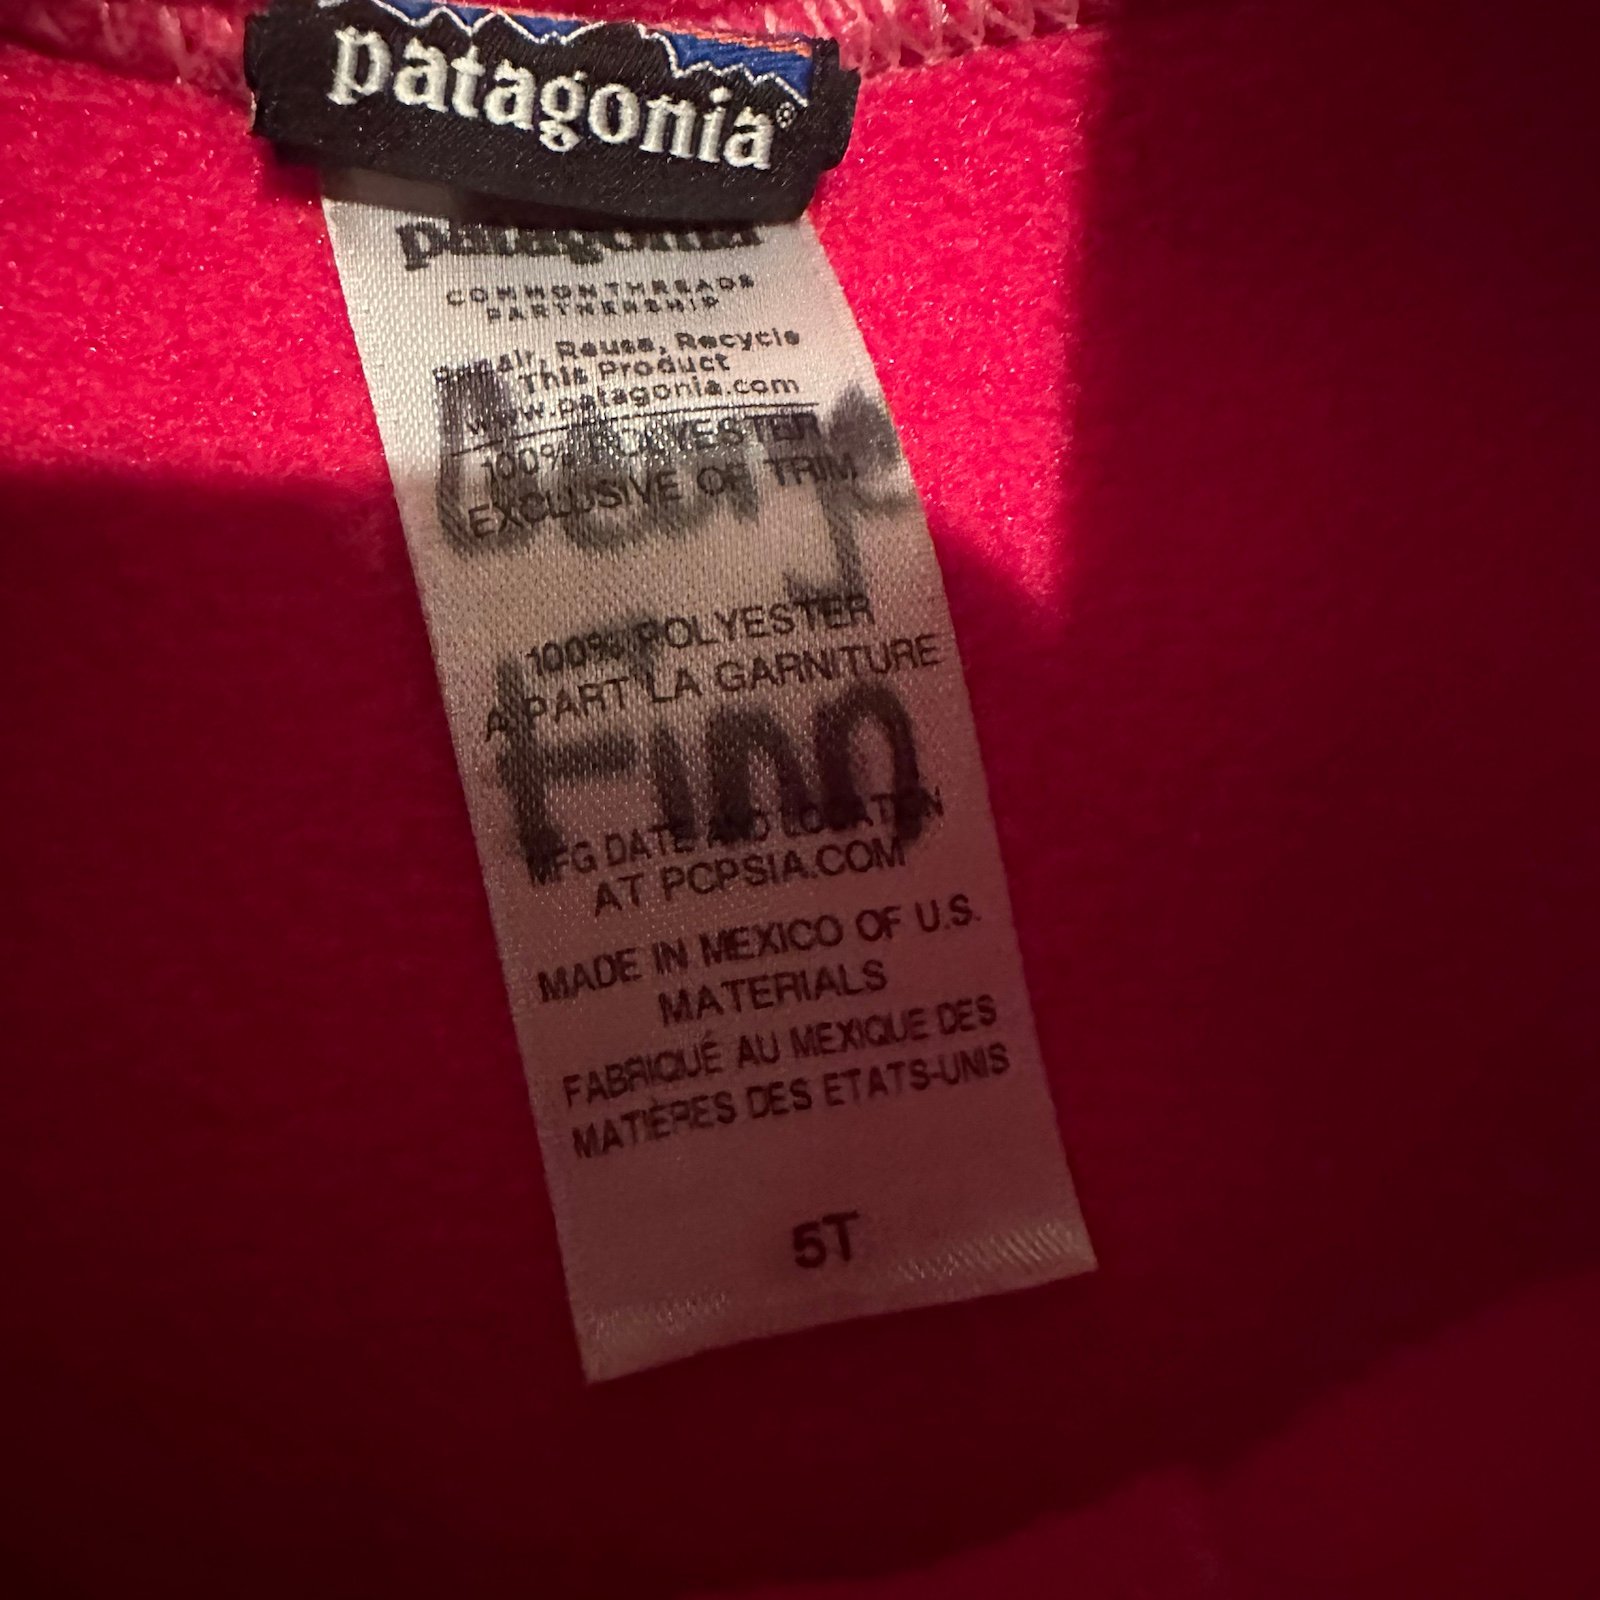 patagonia®
patagonia
COMMONTHREADS
PARTNERSHIP
Repair, Reuse, Recycle
This Product
www.patagonia.com
100% POLYESTER
EXCLUSIVE OF TRIM
100% POLYESTER
A PART LA GARNITURE
MFG DATE AND LOCATION
AT PCPSIA.COM
MADE IN MEXICO OF U.S.
MATERIALS
FABRIQUÉ AU MEXIQUE DES
MATIÈRES DES ETATS-UNIS
5T